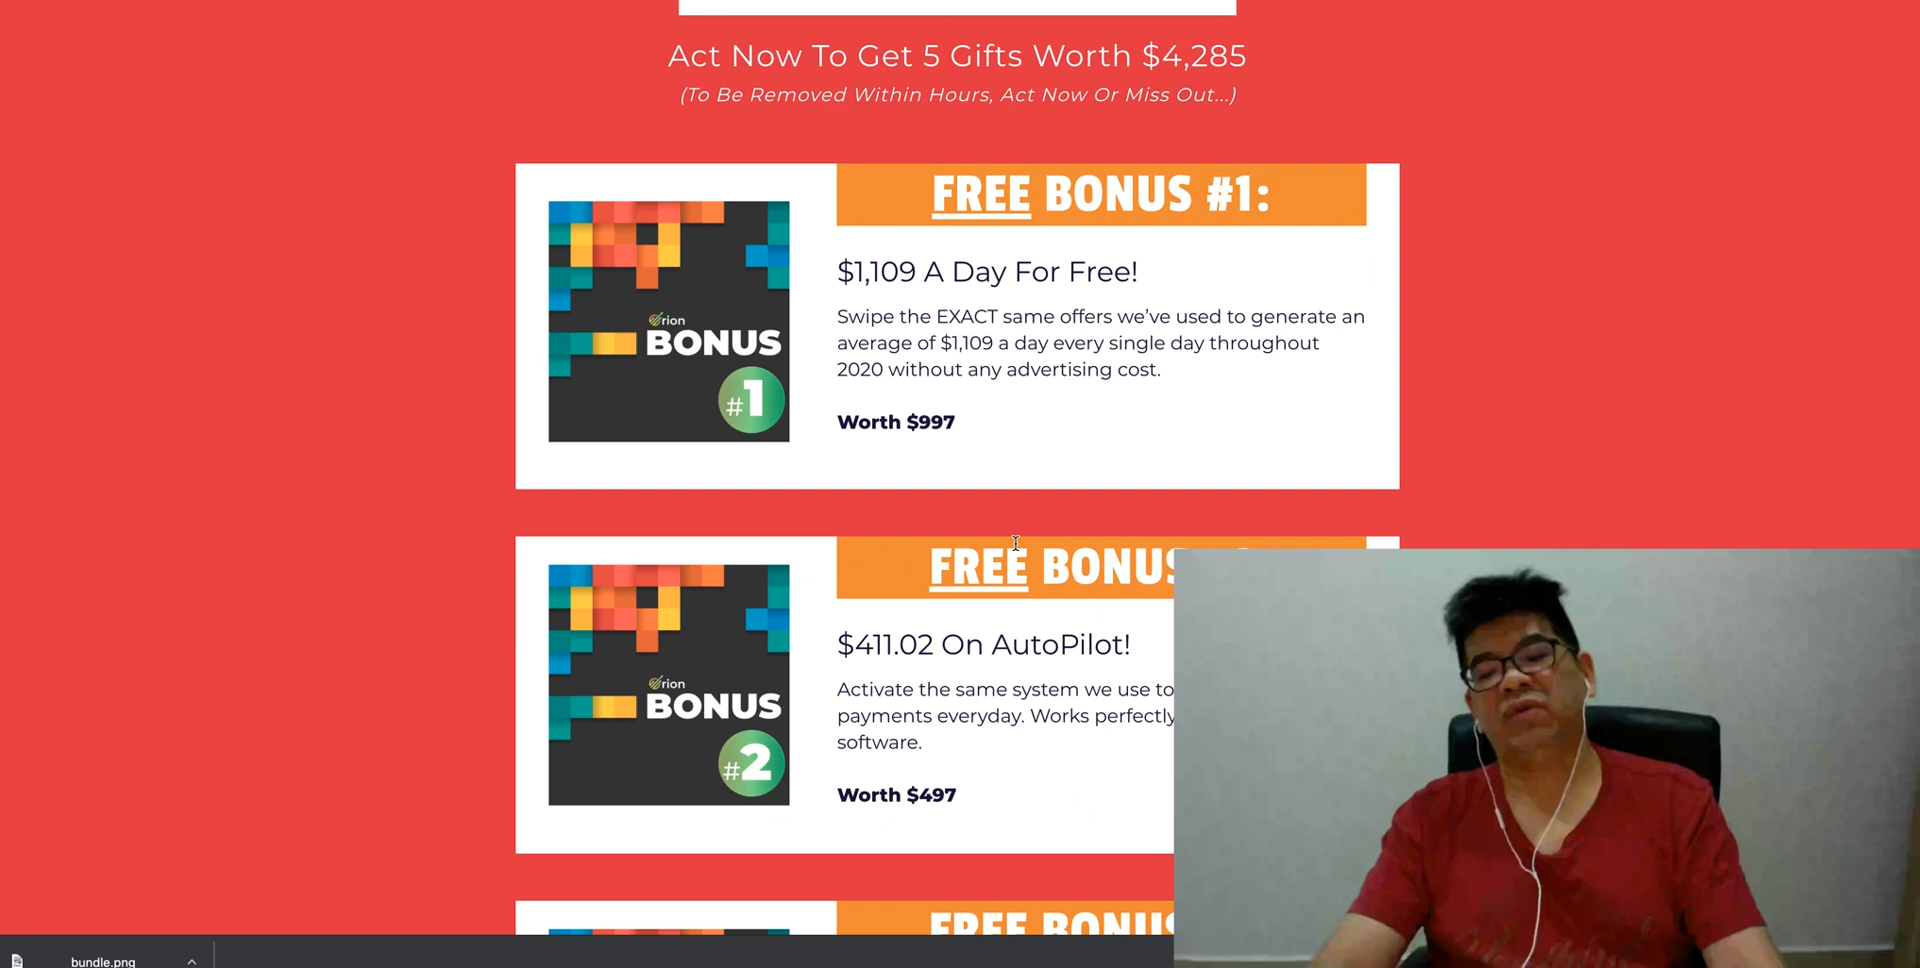 Act Now To Get 5 Gifts Worth $4,285
(To Be Removed Within Hours, Act Now Or Miss Out...)
FREE BONUS #1:
$1,109 A Day For Free!
Swipe the EXACT same offers we’ve used to generate an
average of $1,109 a day every single day throughout
2020 without any advertising cost.
Worth $997
rion
BONUS
#1
FREE BONUS
$411.02 On AutoPilot!
Activate the same system we use to
payments everyday. Works perfectly
software.
Worth $497
rion
BONUS
#2
FREE BONUS
bundle.png